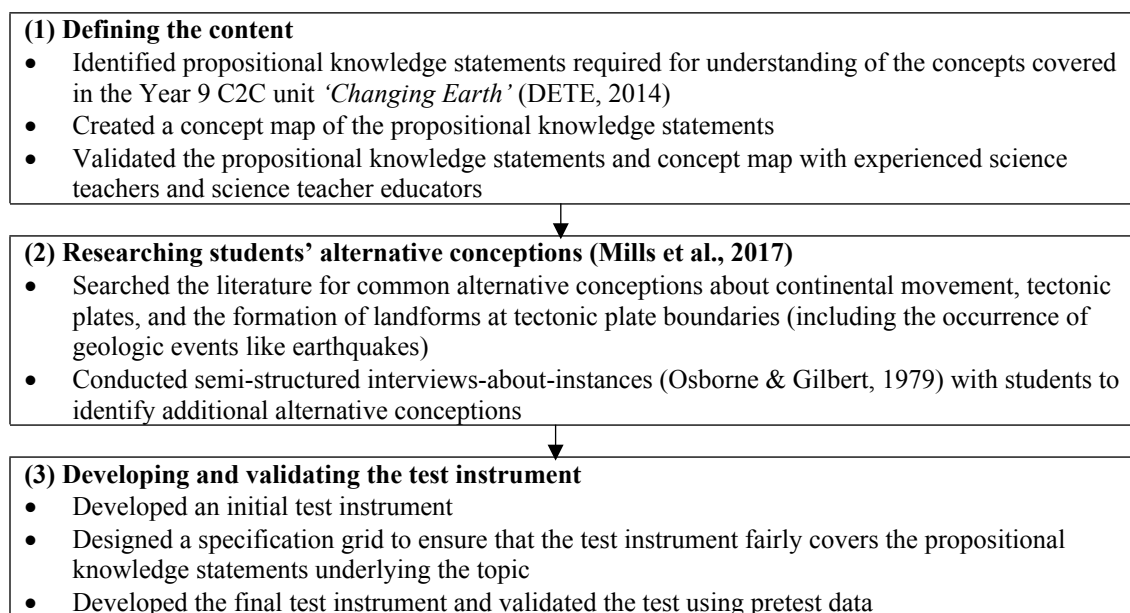 (1) Defining the content
• Identified propositional knowledge statements required for understanding of the concepts covered
in the Year 9 C2C unit ‘Changing Earth’ (DETE, 2014)
• Created a concept map of the propositional knowledge statements
• Validated the propositional knowledge statements and concept map with experienced science
teachers and science teacher educators
(2) Researching students’ alternative conceptions (Mills et al., 2017)
• Searched the literature for common alternative conceptions about continental movement, tectonic
plates, and the formation of landforms at tectonic plate boundaries (including the occurrence of
geologic events like earthquakes)
• Conducted semi-structured interviews-about-instances (Osborne & Gilbert, 1979) with students to
identify additional alternative conceptions
(3) Developing and validating the test instrument
• Developed an initial test instrument
• Designed a specification grid to ensure that the test instrument fairly covers the propositional
knowledge statements underlying the topic
• Developed the final test instrument and validated the test using pretest data